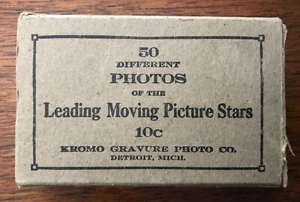 50
DIFFERENT
PHOTOS
OF THE
Leading Moving Picture Stars
10c
KROMO GRAVURE PHOTO CO.
DETROIT, MICH.